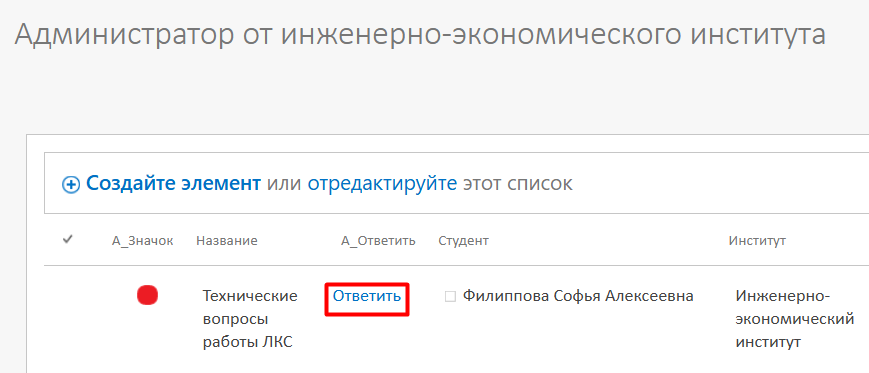 Администратор от инженерно-экономического института
Создайте элемент или отредактируйте этот список
А_Значок Название А_Ответить Студент Институт
Технические Ответить Филиппова Софья Алексеевна Инженерно-
вопросы экономический
работы ЛКС институт